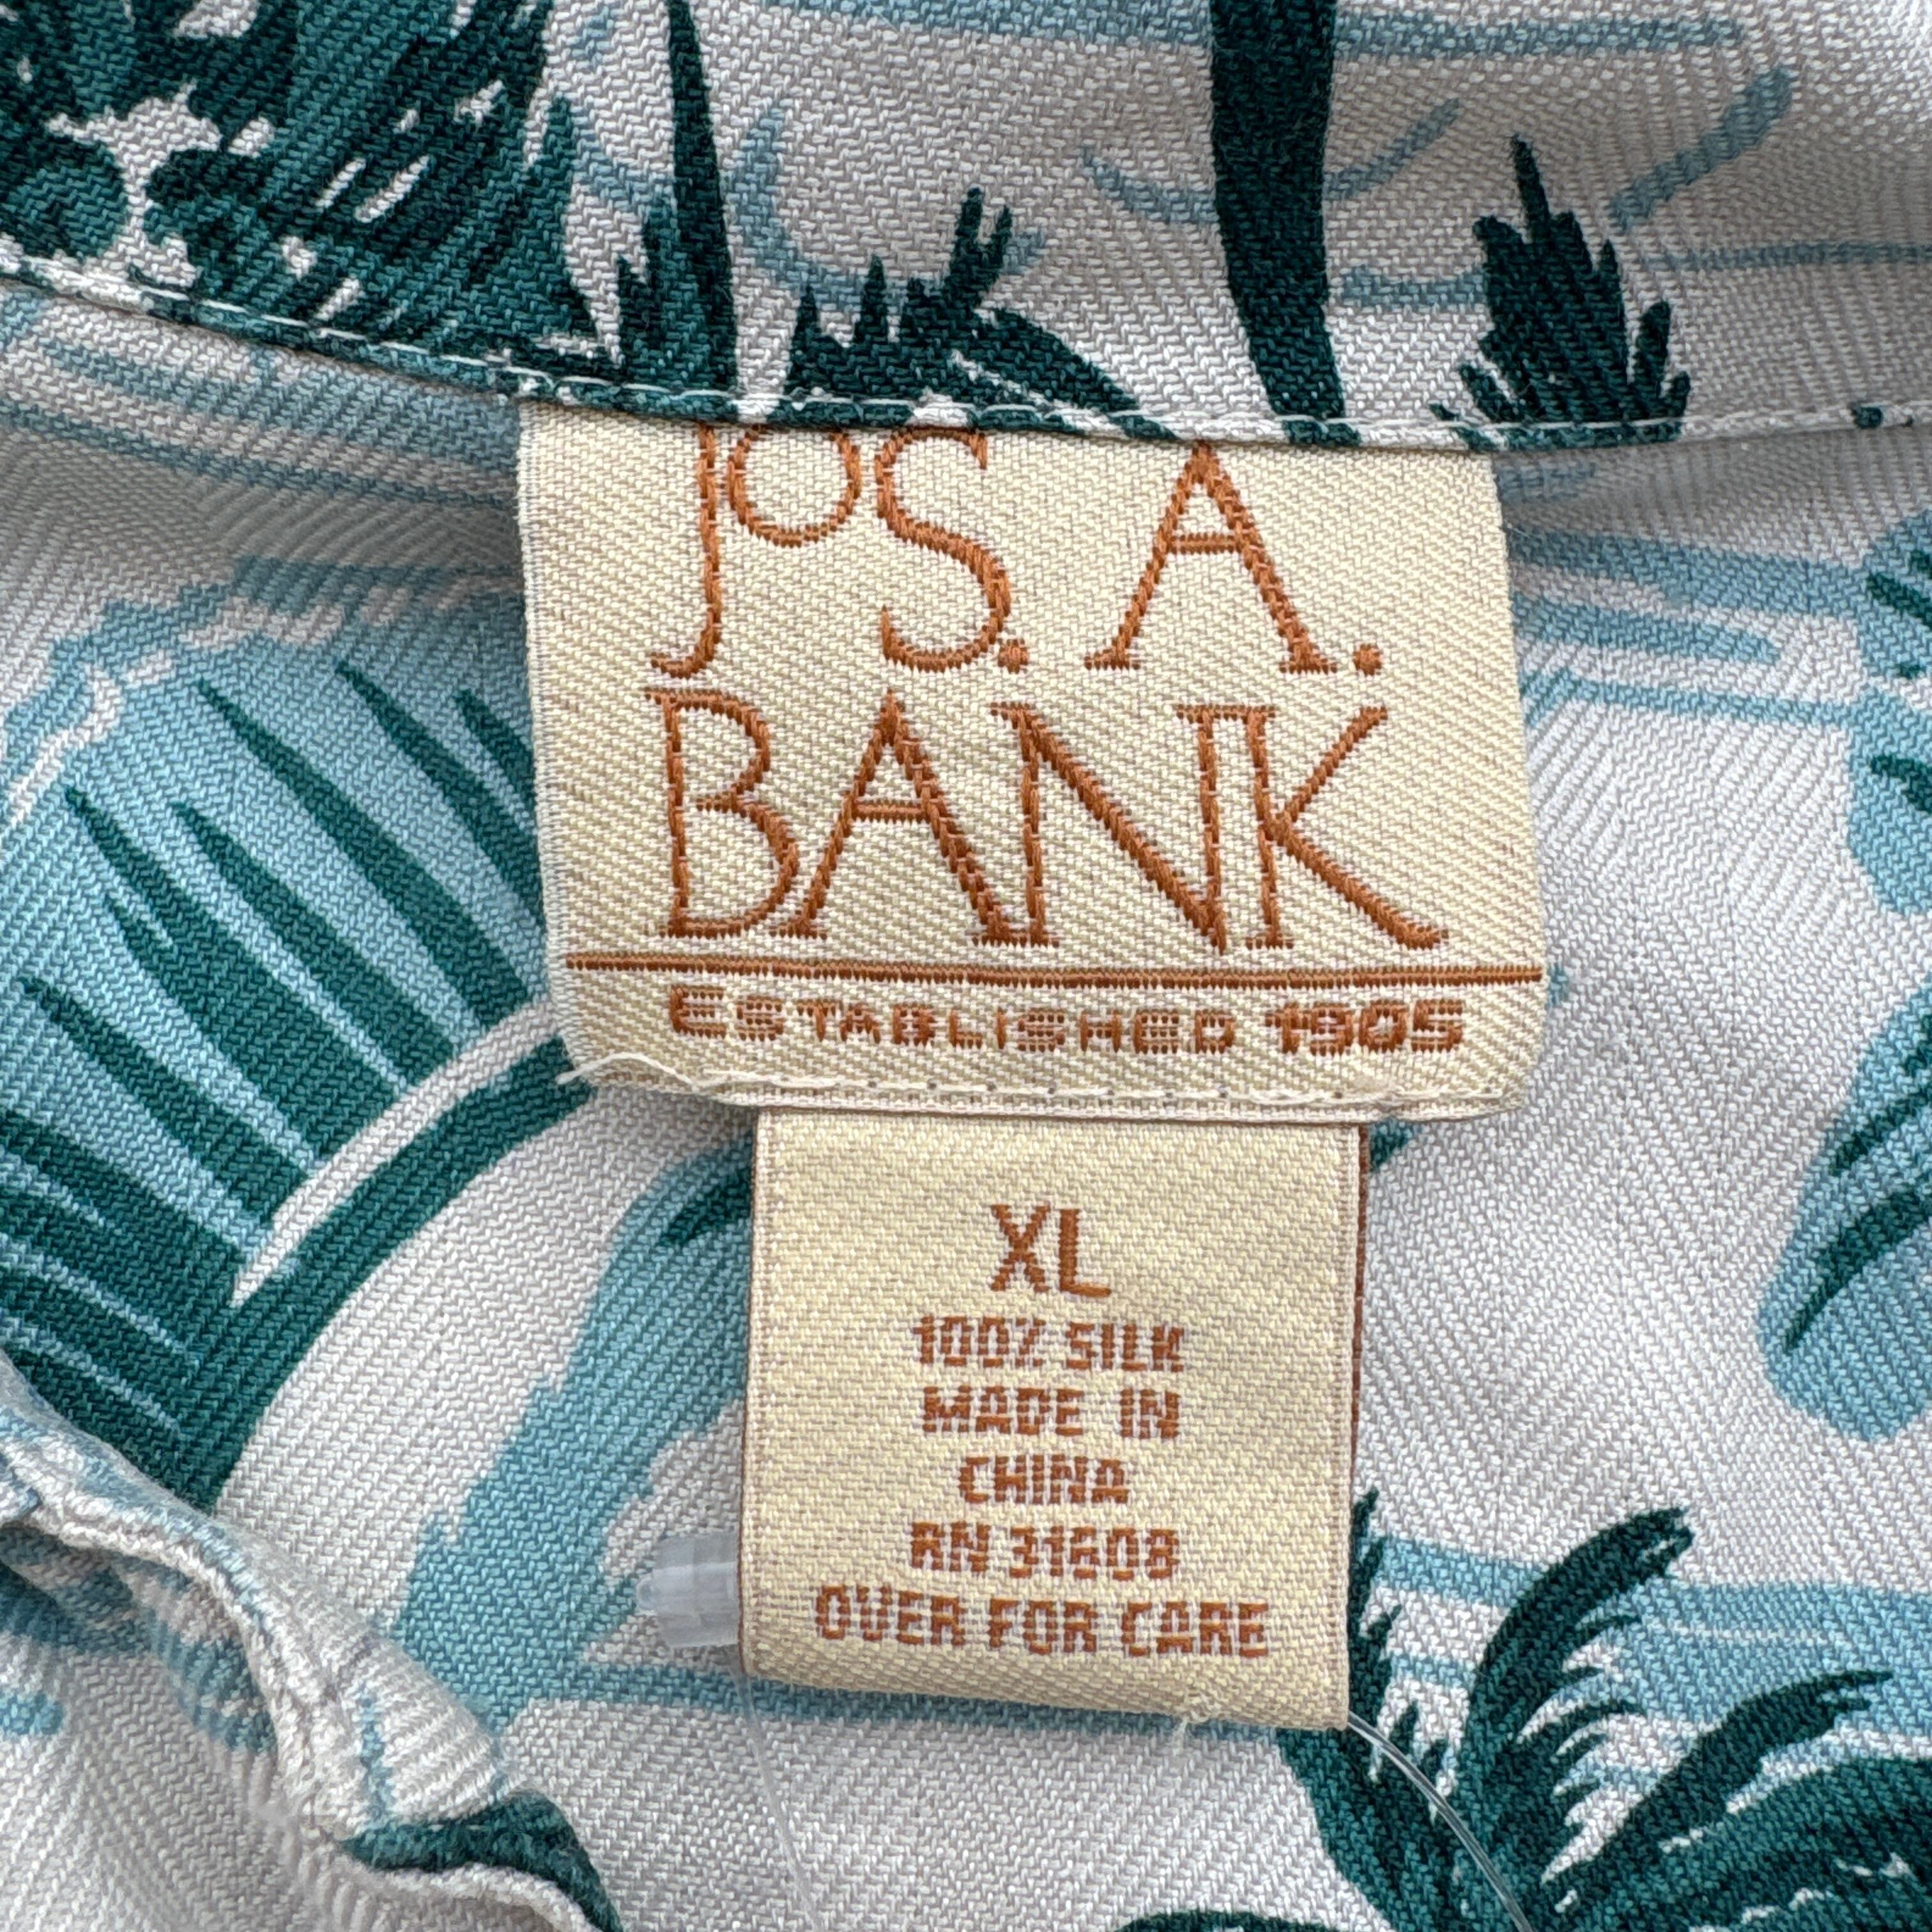 JOS. A.
BANK
ESTABLISHED 1905
XL
100% SILK
MADE IN
CHINA
RN 31608
OVER FOR CARE